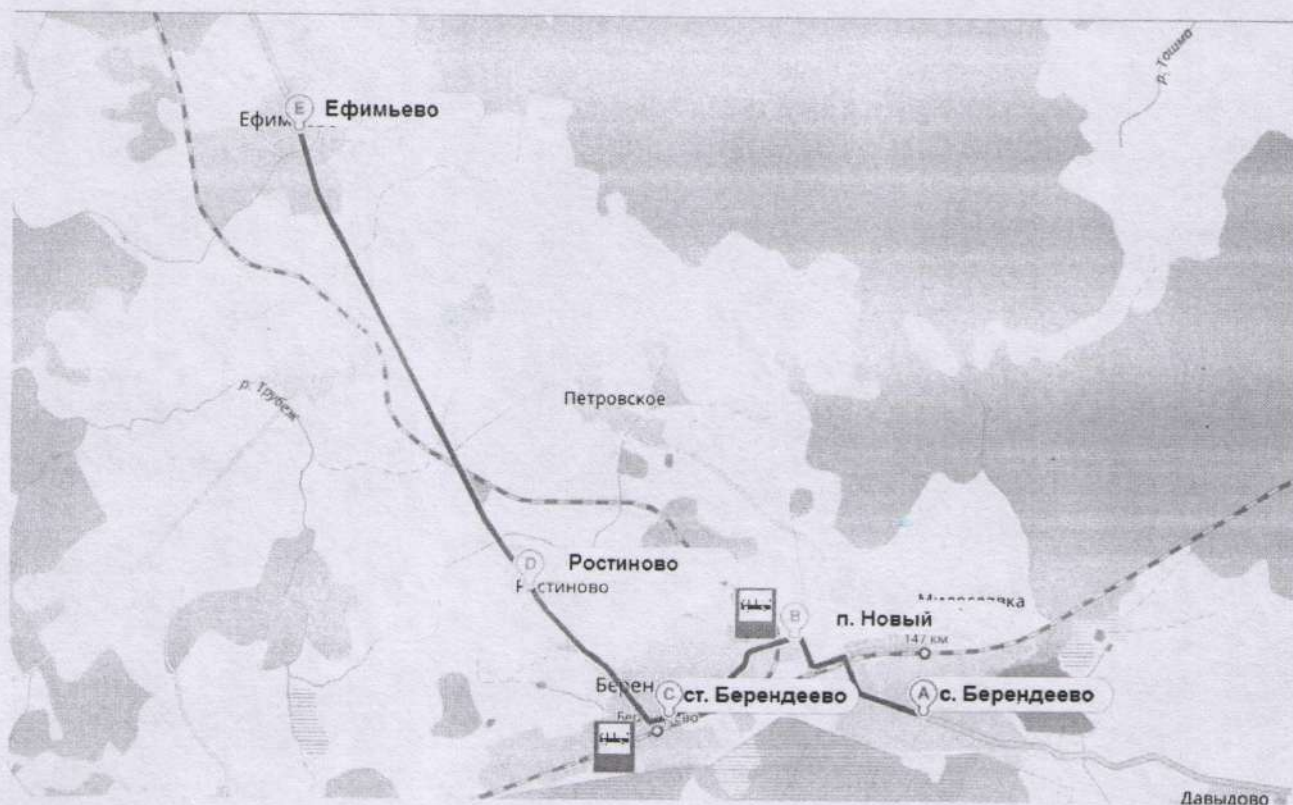 р. Тошма
E Ефимьево
р. Трубеж
Петровское
D Ростиново
B
п. Новый
147 км
C ст. Берендеево
A с. Берендеево
Давыдово